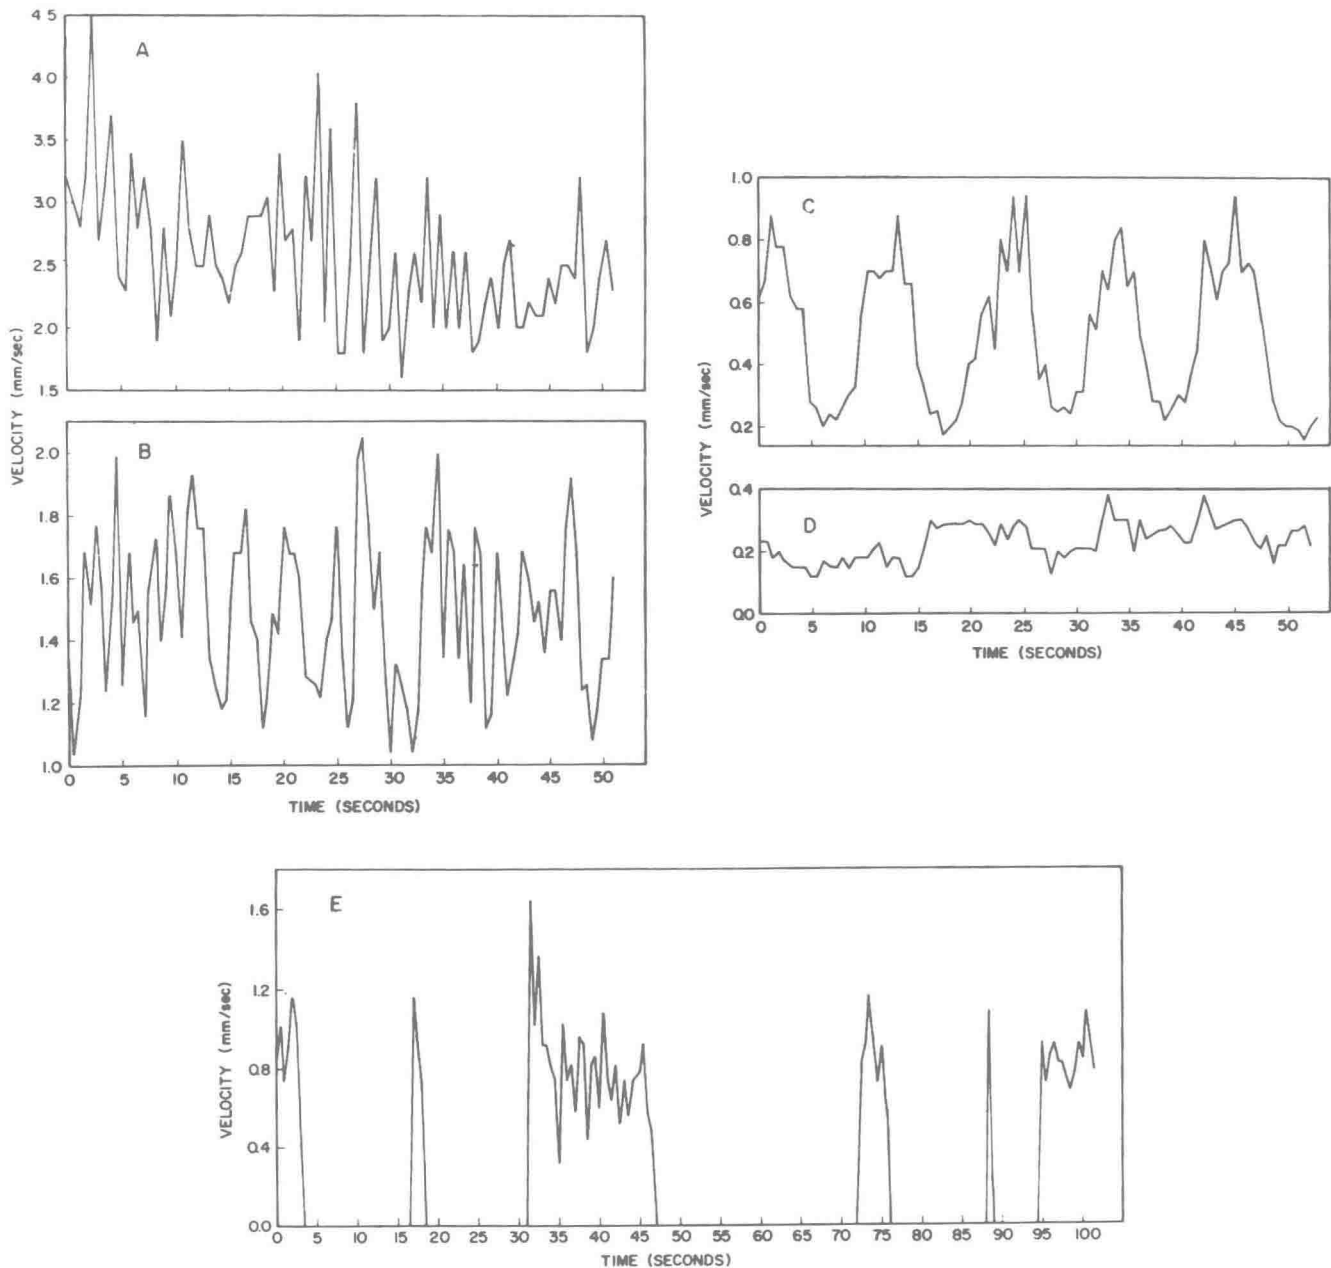 A
4.5
4.0
3.5
3.0
2.5
2.0
1.5
VELOCITY (mm/sec)
B
2.0
1.8
1.6
1.4
1.2
1.0
0 5 10 15 20 25 30 35 40 45 50
TIME (SECONDS)
C
1.0
0.8
0.6
0.4
0.2
VELOCITY (mm/sec)
D
0.4
0.2
0.0
0 5 10 15 20 25 30 35 40 45 50
TIME (SECONDS)
E
1.6
1.2
0.8
0.4
0.0
VELOCITY (mm/sec)
0 5 10 15 20 25 30 35 40 45 50 55 60 65 70 75 80 85 90 95 100
TIME (SECONDS)